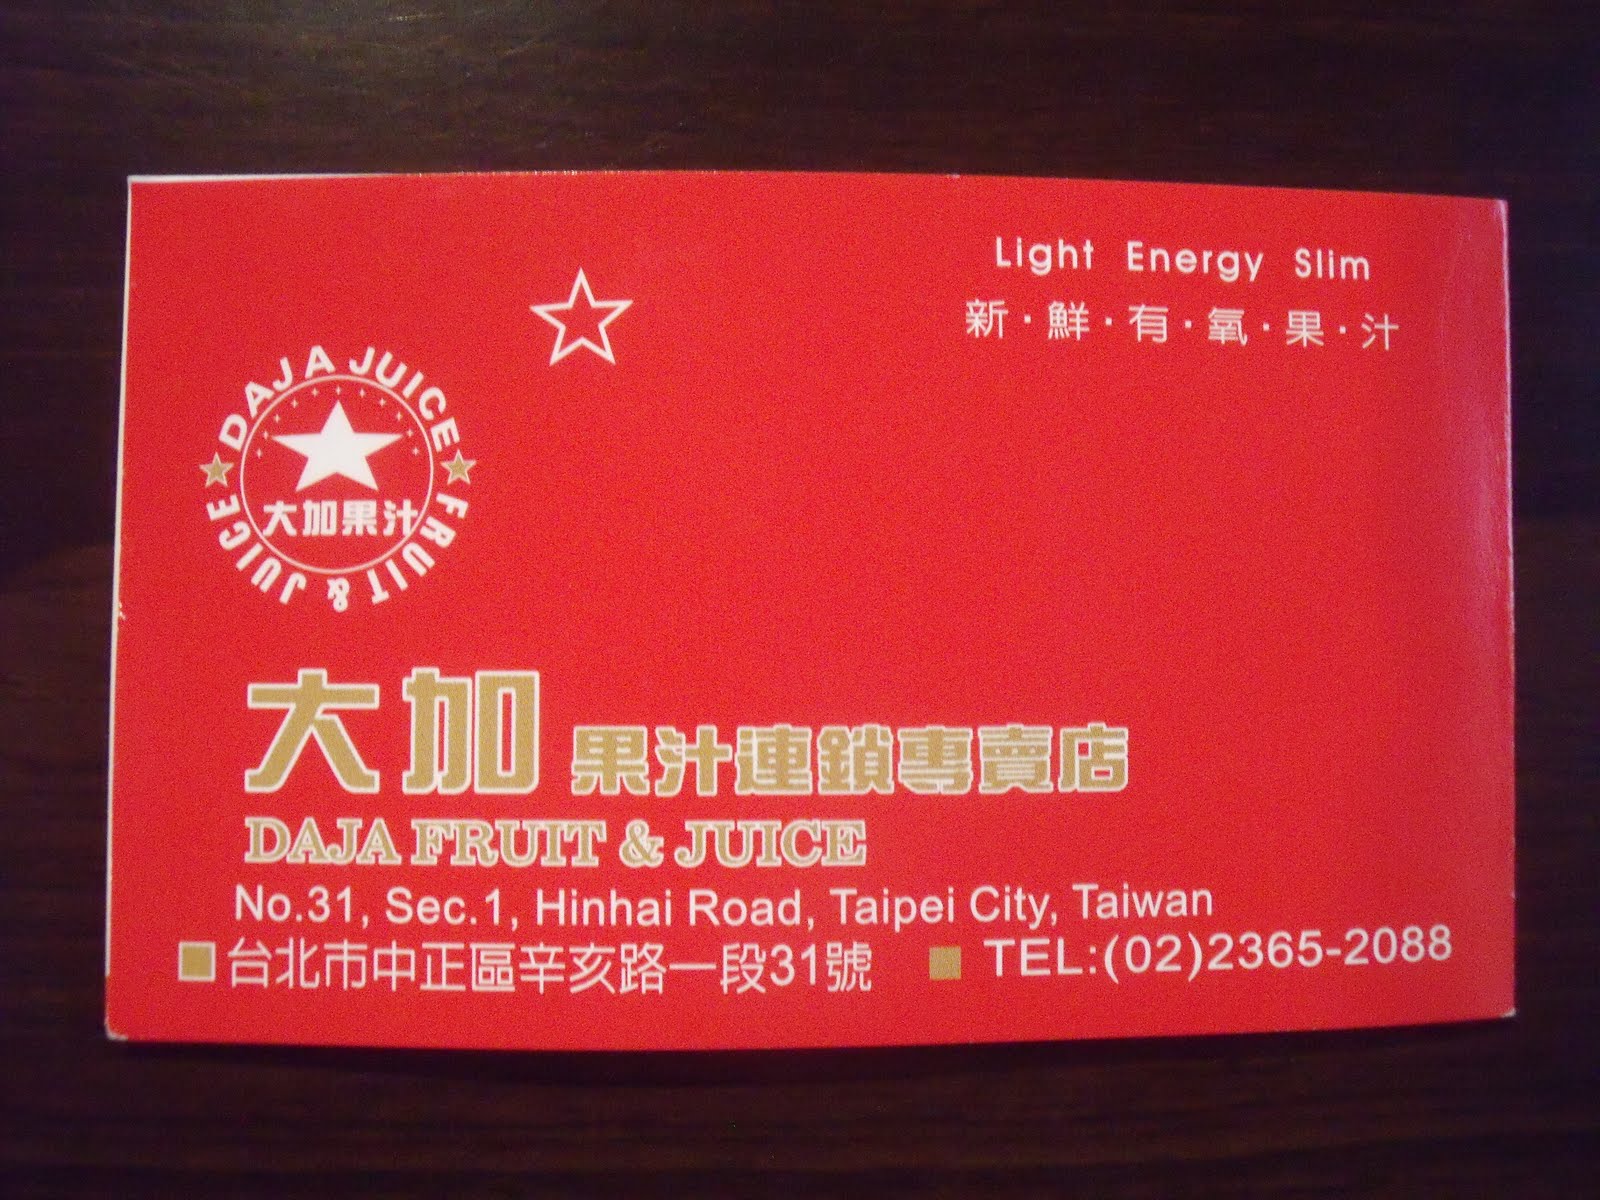 Light Energy Slim
新·鮮·有·氧·果·汁
DAJA JUICE
大加果汁
FRUIT & JUICE
大加 果汁連鎖專賣店
DAJA FRUIT & JUICE
No.31, Sec.1, Hinhai Road, Taipei City, Taiwan
台北市中正區辛亥路一段31號 TEL:(02)2365-2088